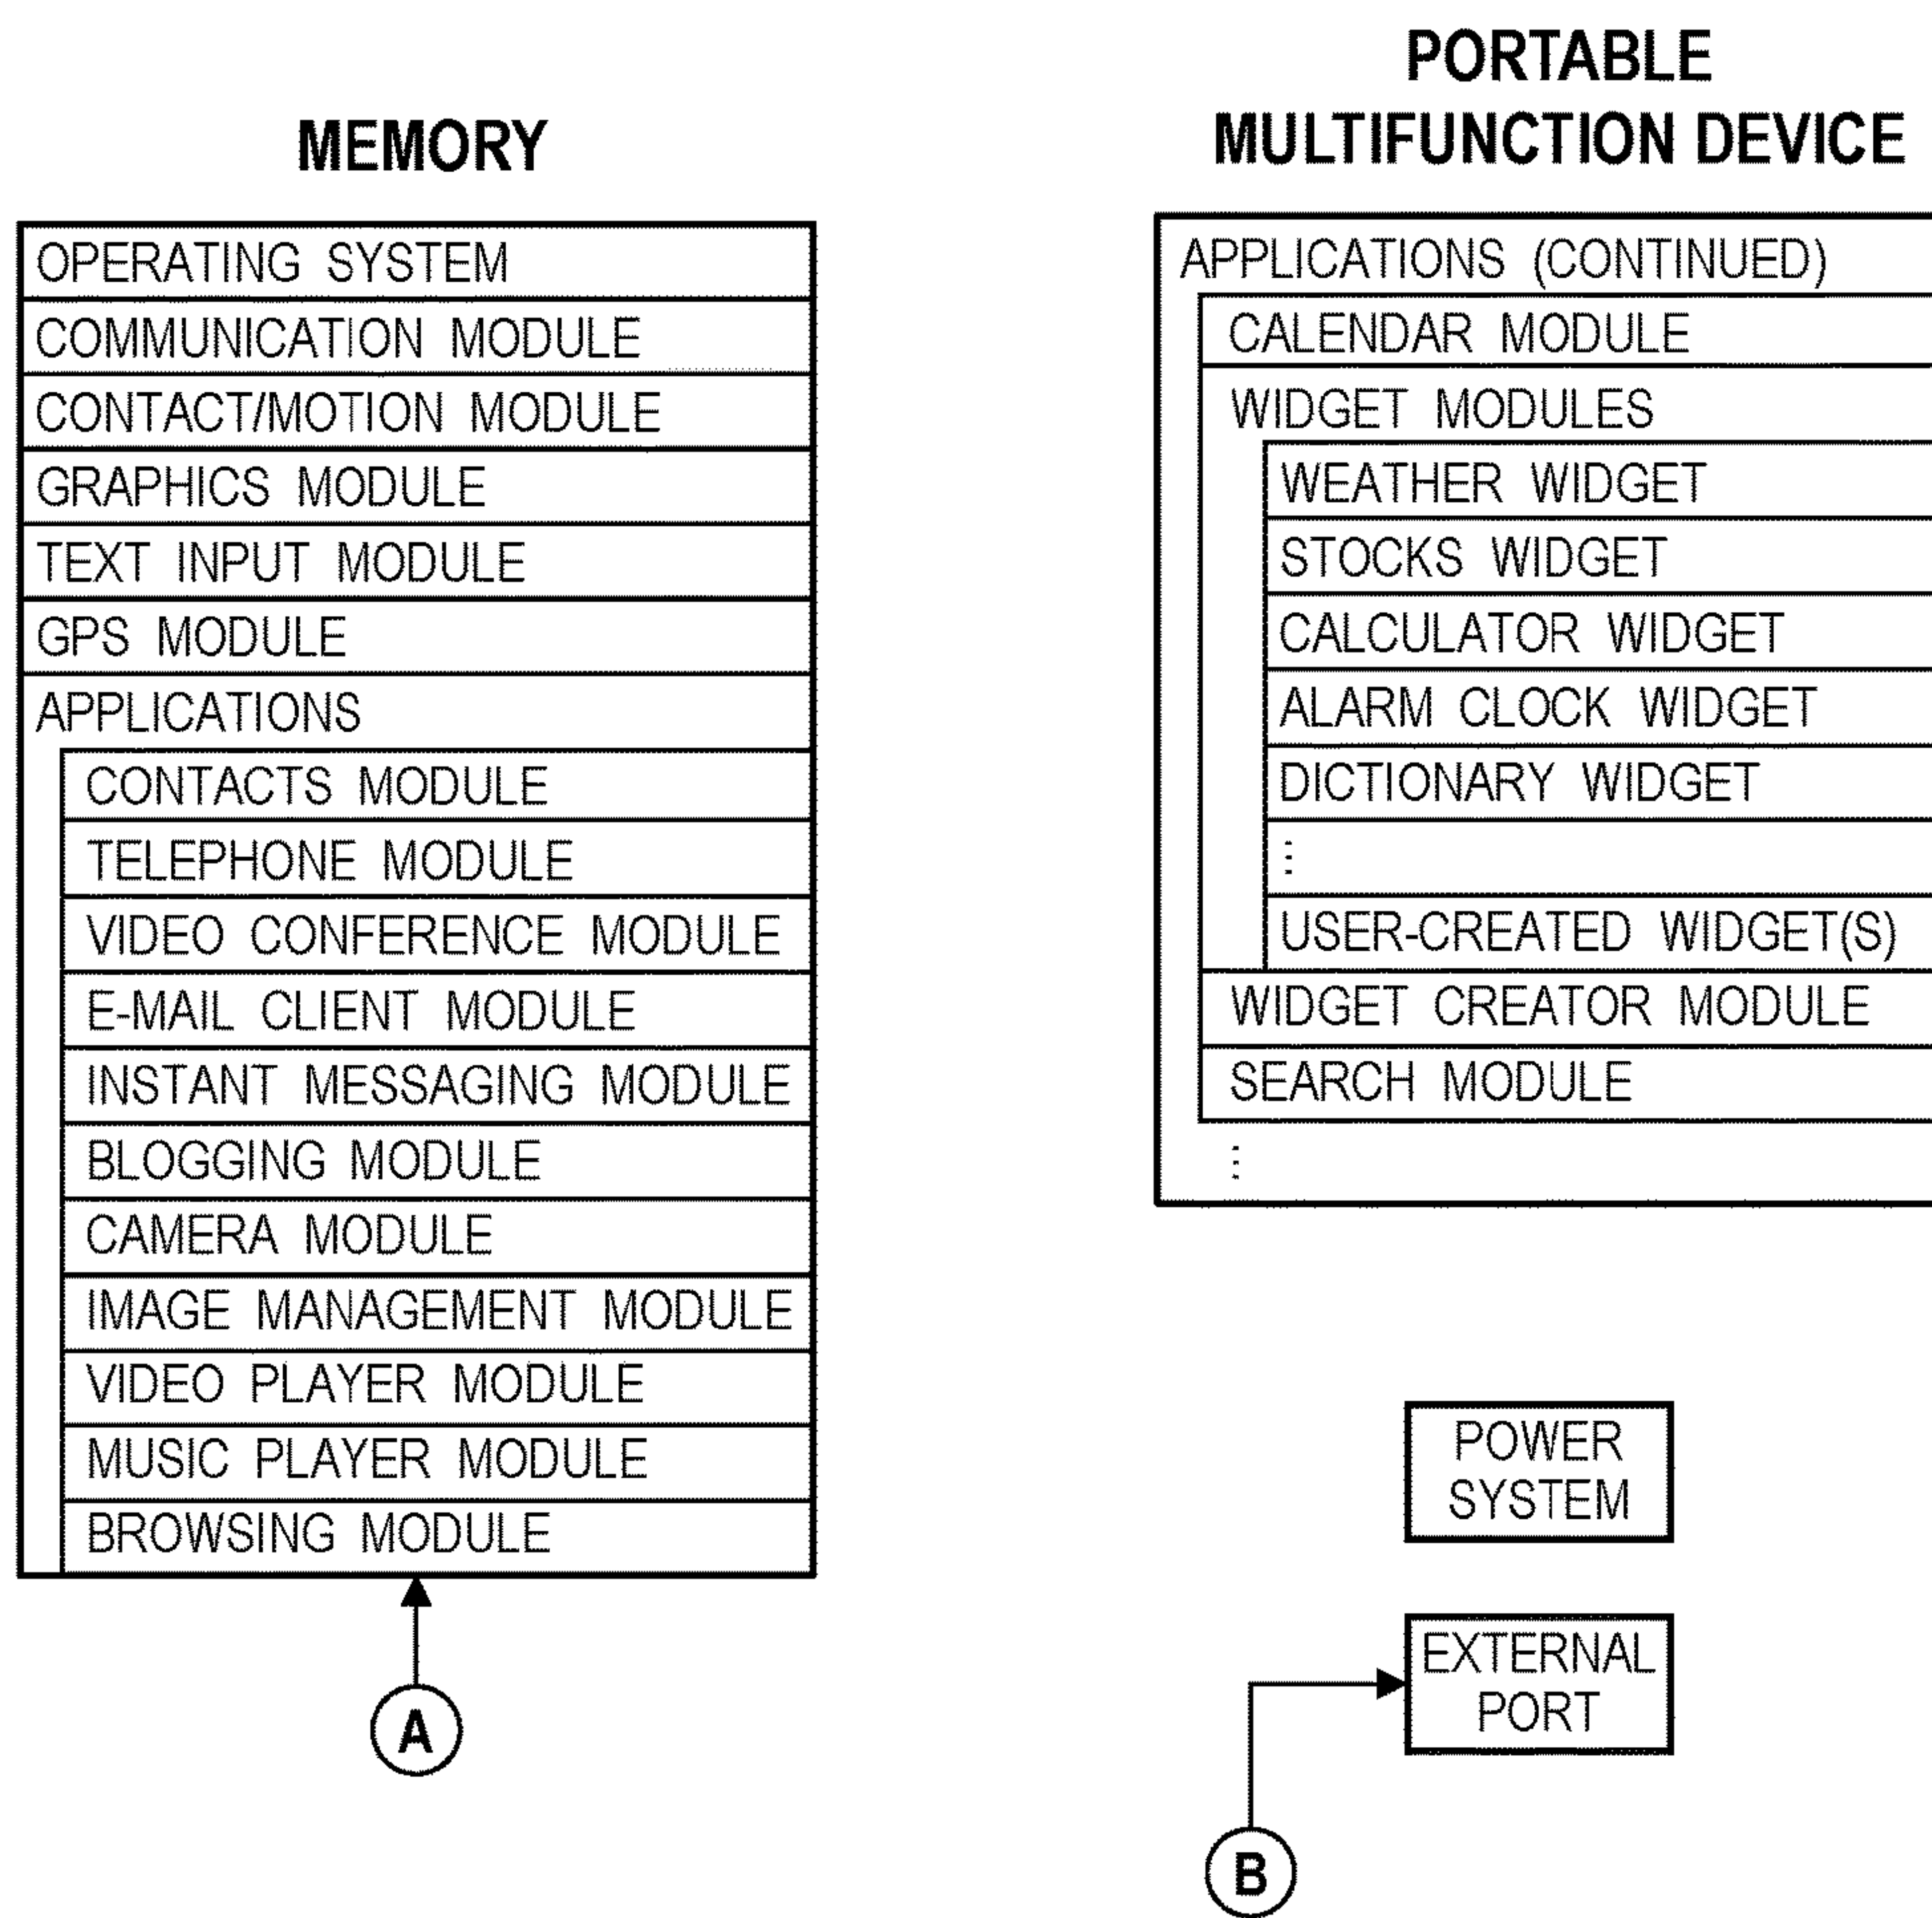 MEMORY
OPERATING SYSTEM
COMMUNICATION MODULE
CONTACT/MOTION MODULE
GRAPHICS MODULE
TEXT INPUT MODULE
GPS MODULE
APPLICATIONS
CONTACTS MODULE
TELEPHONE MODULE
VIDEO CONFERENCE MODULE
E-MAIL CLIENT MODULE
INSTANT MESSAGING MODULE
BLOGGING MODULE
CAMERA MODULE
IMAGE MANAGEMENT MODULE
VIDEO PLAYER MODULE
MUSIC PLAYER MODULE
BROWSING MODULE
A
PORTABLE
MULTIFUNCTION DEVICE
APPLICATIONS (CONTINUED)
CALENDAR MODULE
WIDGET MODULES
WEATHER WIDGET
STOCKS WIDGET
CALCULATOR WIDGET
ALARM CLOCK WIDGET
DICTIONARY WIDGET
⋮
USER-CREATED WIDGET(S)
WIDGET CREATOR MODULE
SEARCH MODULE
⋮
POWER
SYSTEM
EXTERNAL
PORT
B